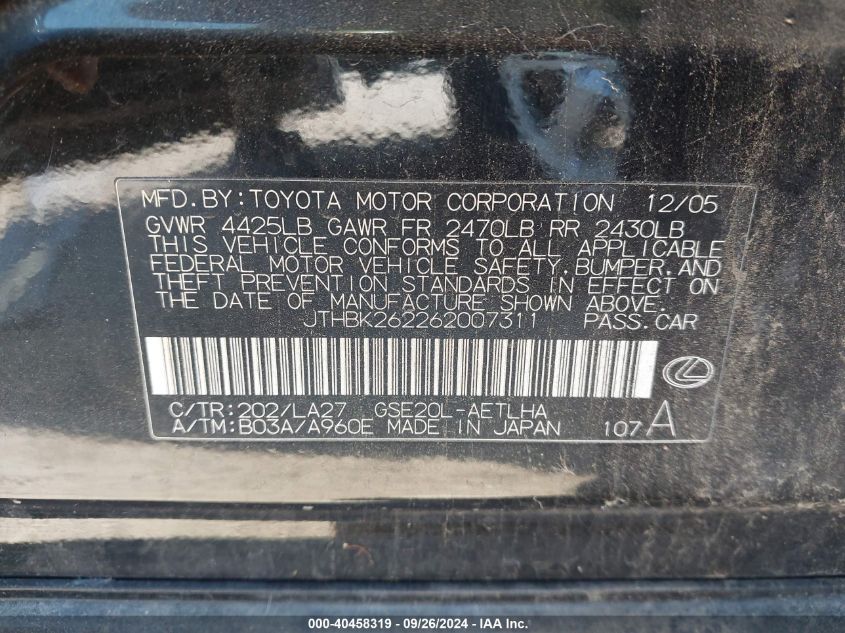 MFD.BY:TOYOTA MOTOR CORPORATION 12/05
GVWR 4425LB GAWR FR 2470LB RR 2430LB
THIS VEHICLE CONFORMS TO ALL APPLICABLE
FEDERAL MOTOR VEHICLE SAFETY,BUMPER,AND
THEFT PREVENTION STANDARDS IN EFFECT ON
THE DATE OF MANUFACTURE SHOWN ABOVE.
JTHBK262262007311 PASS.CAR
C/TR:202/LA27 GSE20L-AETLHA
A/TM:B03A/A960E MADE IN JAPAN 107A
000-40458319 - 09/26/2024 - www.iaai.com